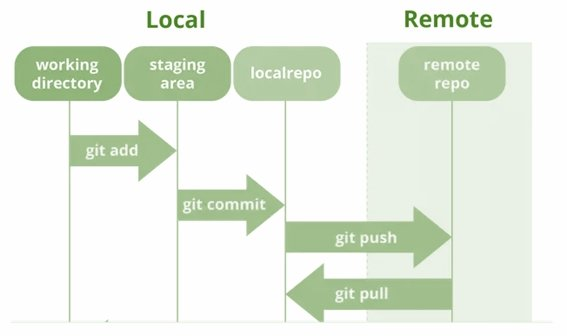 Local
Remote
working
directory
staging
area
localrepo
remote
repo
git add
git commit
git push
git pull